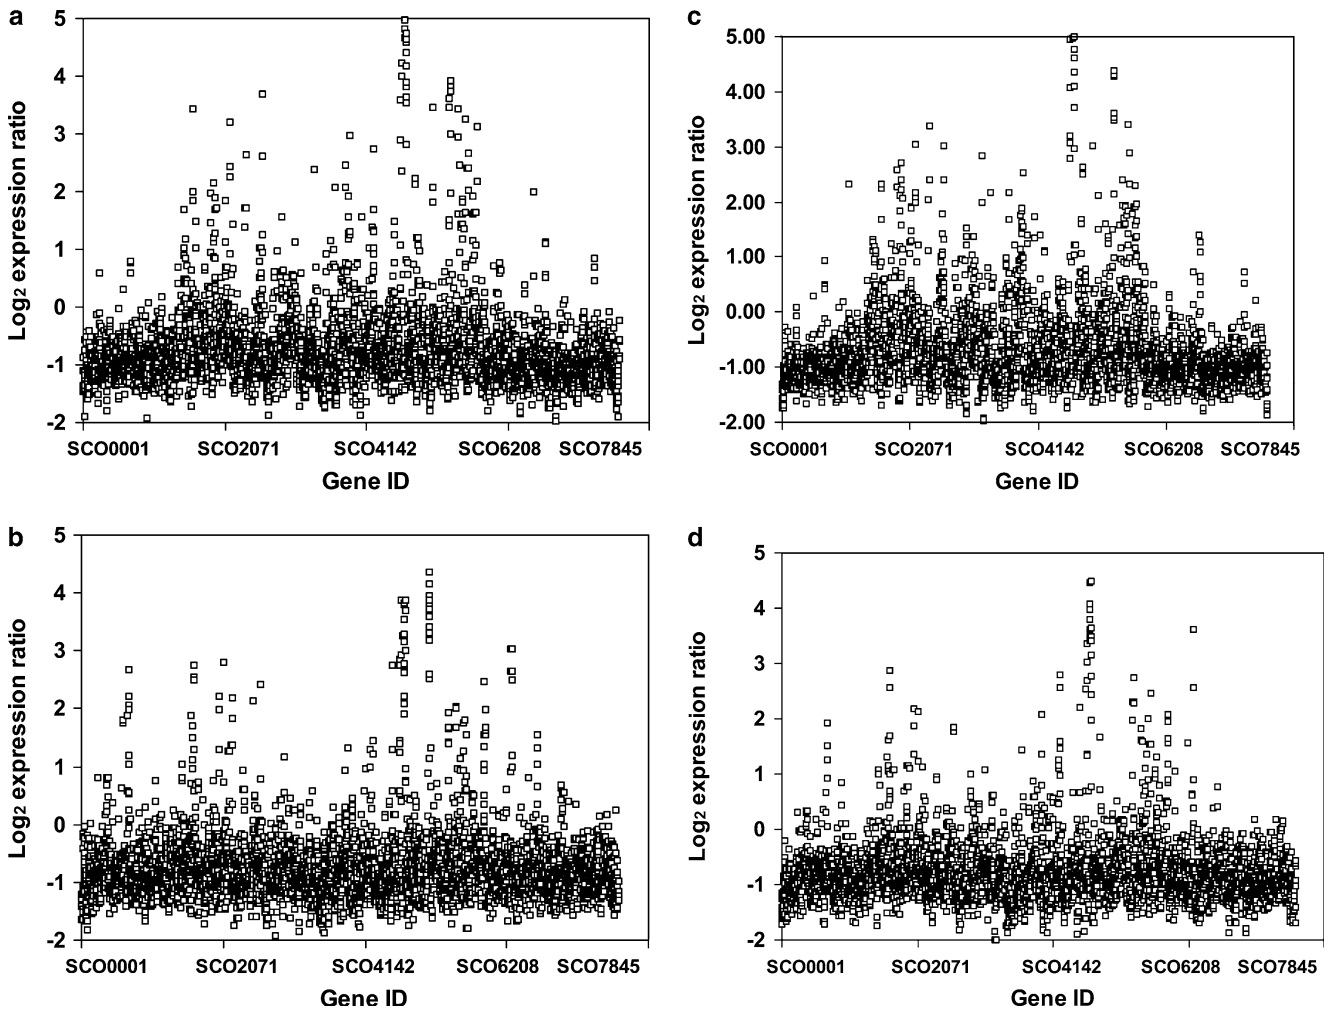 a
5
4
3
2
1
0
-1
-2
Log2 expression ratio
SCO0001 SCO2071 SCO4142 SCO6208 SCO7845
Gene ID
c
5.00
4.00
3.00
2.00
1.00
0.00
-1.00
-2.00
Log2 expression ratio
SCO0001 SCO2071 SCO4142 SCO6208 SCO7845
Gene ID
b
5
4
3
2
1
0
-1
-2
Log2 expression ratio
SCO0001 SCO2071 SCO4142 SCO6208 SCO7845
Gene ID
d
5
4
3
2
1
0
-1
-2
Log2 expression ratio
SCO0001 SCO2071 SCO4142 SCO6208 SCO7845
Gene ID